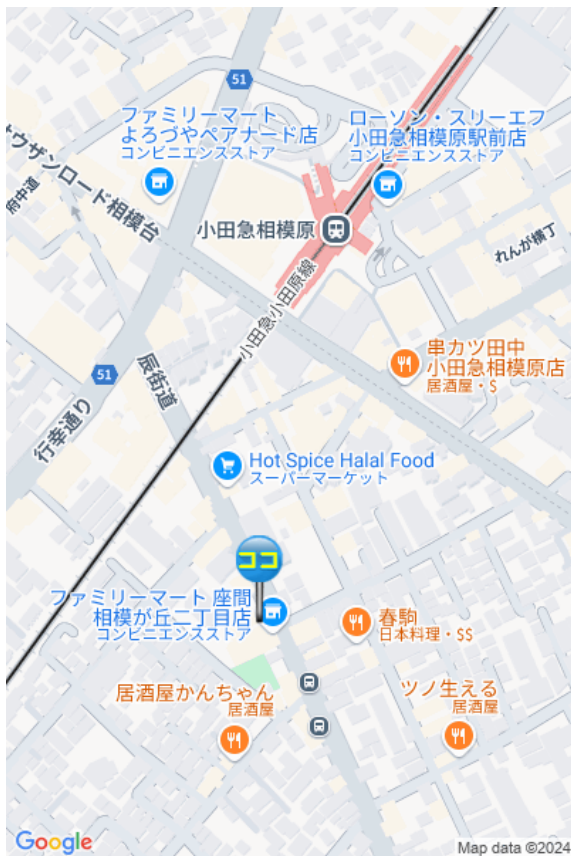 51
ファミリーマート
よろづやペアナード店
コンビニエンスストア
ローソン・スリーエフ
小田急相模原駅前店
コンビニエンスストア
サウザンロード相模台
府中道
小田急相模原
れんが横丁
小田急小田原線
串カツ田中
小田急相模原店
居酒屋・$
51
辰街道
行幸通り
Hot Spice Halal Food
スーパーマーケット
ココ
ファミリーマート 座間
相模が丘二丁目店
コンビニエンスストア
春駒
日本料理・$$
居酒屋かんちゃん
居酒屋
ツノ生える
居酒屋
Google
Map data ©2024